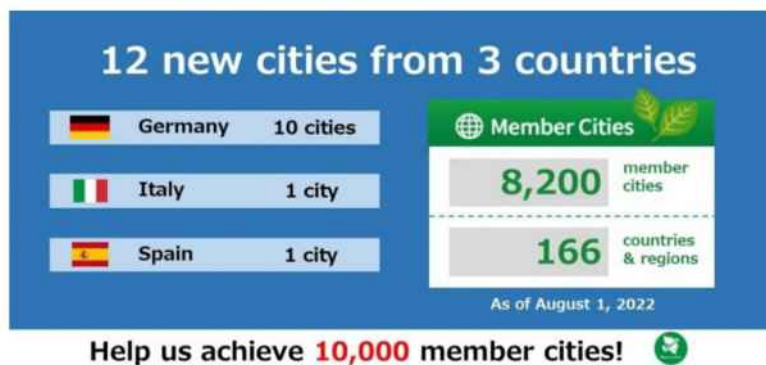 12 new cities from 3 countries
Germany 10 cities
Italy 1 city
Spain 1 city
Member Cities
8,200 member cities
166 countries & regions
As of August 1, 2022
Help us achieve 10,000 member cities!